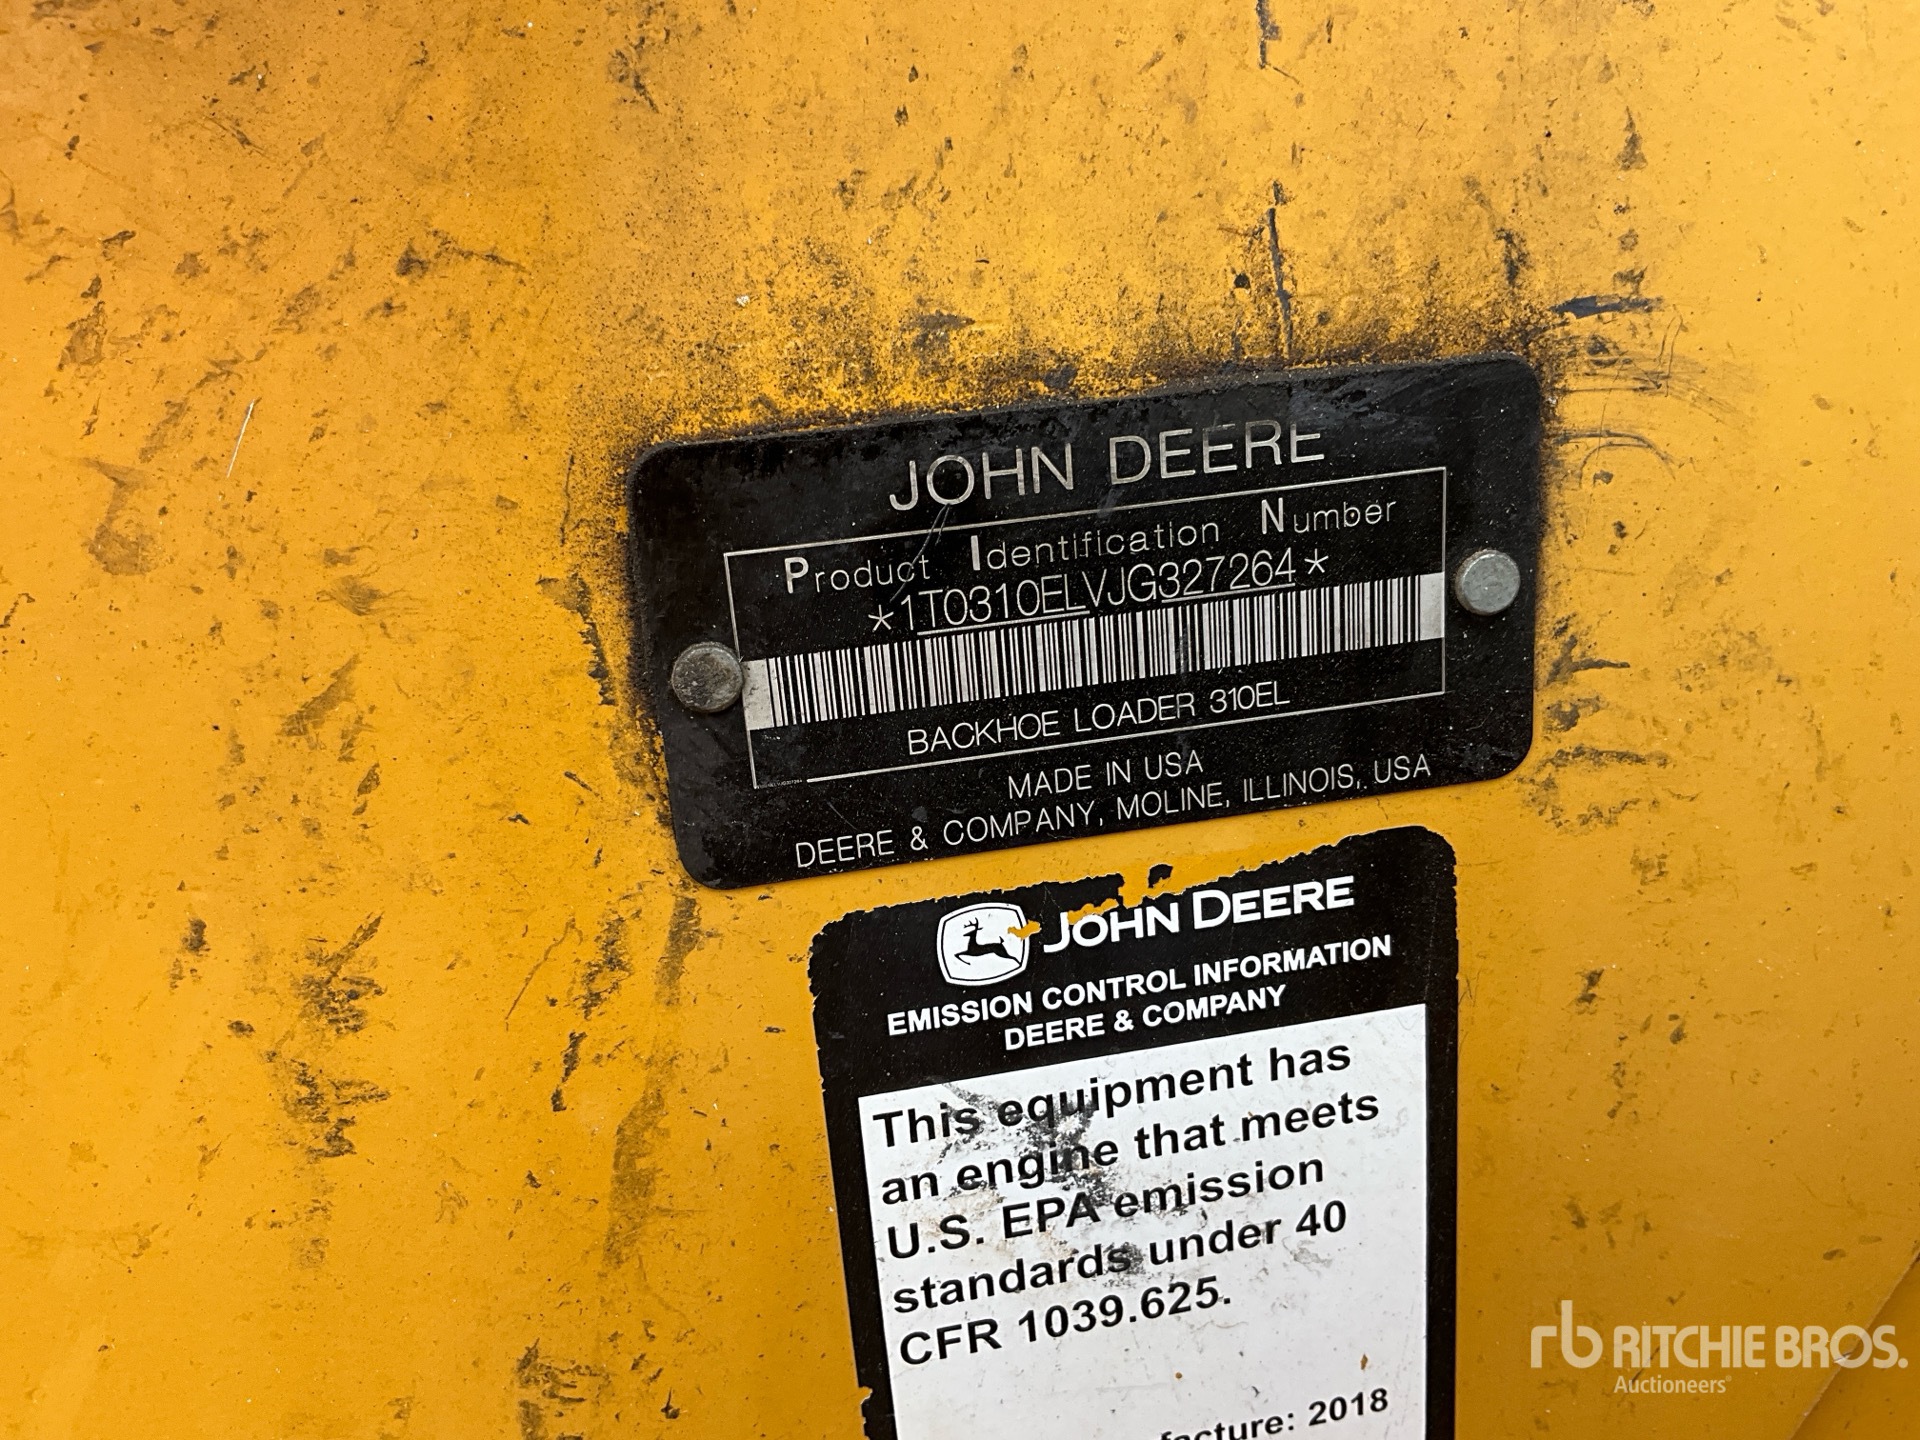 JOHN DEERE
Product Identification Number
*1T0310ELVJG327264*
BACKHOE LOADER 310EL
MADE IN USA
DEERE & COMPANY, MOLINE, ILLINOIS, USA
JOHN DEERE
EMISSION CONTROL INFORMATION
DEERE & COMPANY
This equipment has
an engine that meets
U.S. EPA emission
standards under 40
CFR 1039.625.
facture: 2018
rb RITCHIE BROS.
Auctioneers